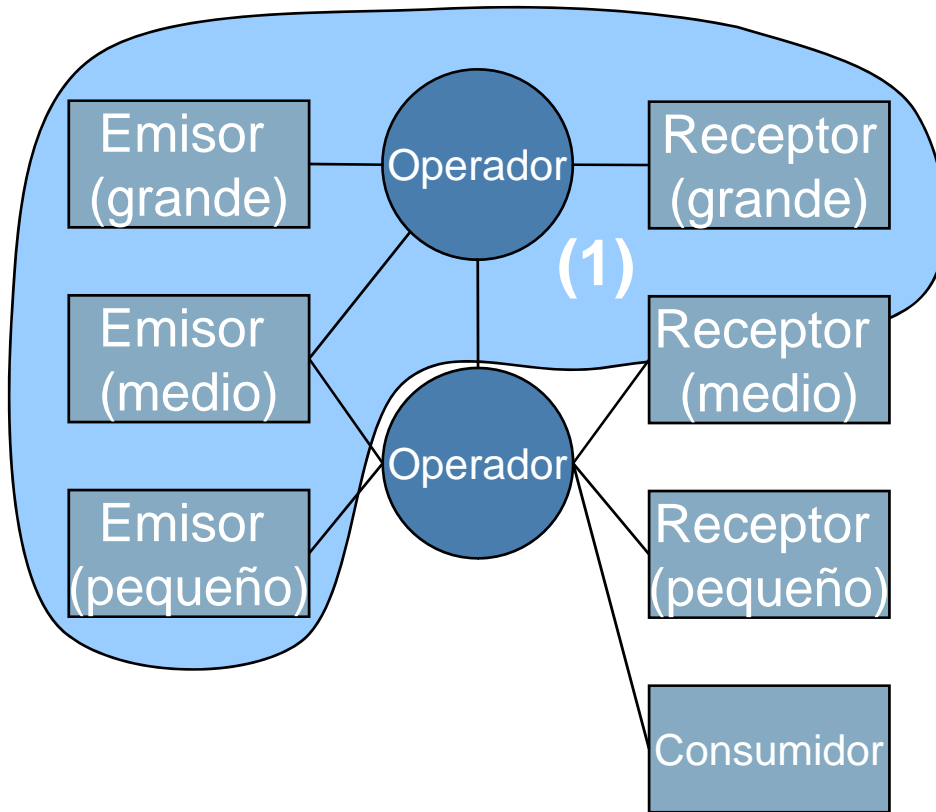 Emisor
(grande)
Operador
Receptor
(grande)
(1)
Emisor
(medio)
Receptor
(medio)
Operador
Emisor
(pequeño)
Receptor
(pequeño)
Consumidor